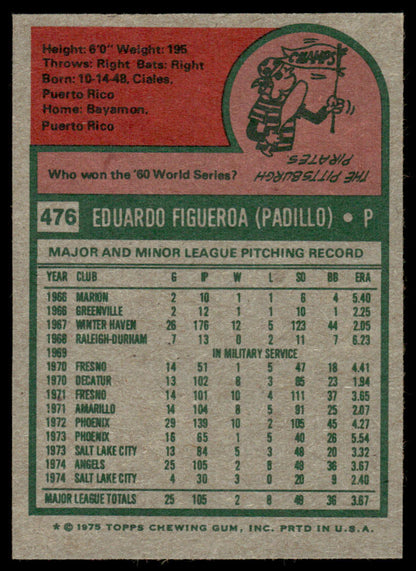 Height: 6'0" Weight: 195
Throws: Right Bats: Right
Born: 10-14-48, Ciales,
Puerto Rico
Home: Bayamon,
Puerto Rico
CHAMPS
THE PITTSBURGH
PIRATES
Who won the '60 World Series?
476 EDUARDO FIGUEROA (PADILLO) • P
MAJOR AND MINOR LEAGUE PITCHING RECORD
YEAR CLUB G IP W L SO BB ERA
1966 MARION 2 10 1 1 6 4 5.40
1966 GREENVILLE 2 12 1 1 10 1 2.25
1967 WINTER HAVEN 26 176 12 5 123 44 2.05
1968 RALEIGH-DURHAM 7 13 0 2 11 7 6.23
1969 IN MILITARY SERVICE
1970 FRESNO 14 51 1 5 47 18 4.41
1970 DECATUR 13 102 8 3 85 23 1.94
1971 FRESNO 14 101 10 4 111 37 3.65
1971 AMARILLO 14 104 8 5 91 25 2.07
1972 PHOENIX 29 139 10 2 105 45 4.27
1973 PHOENIX 16 65 1 5 40 26 5.54
1973 SALT LAKE CITY 13 84 5 3 49 20 3.32
1974 ANGELS 25 105 2 8 49 36 3.67
1974 SALT LAKE CITY 4 30 3 0 20 9 2.40
MAJOR LEAGUE TOTALS 25 105 2 8 49 36 3.67
* © 1975 TOPPS CHEWING GUM, INC. PRTD IN U.S.A.